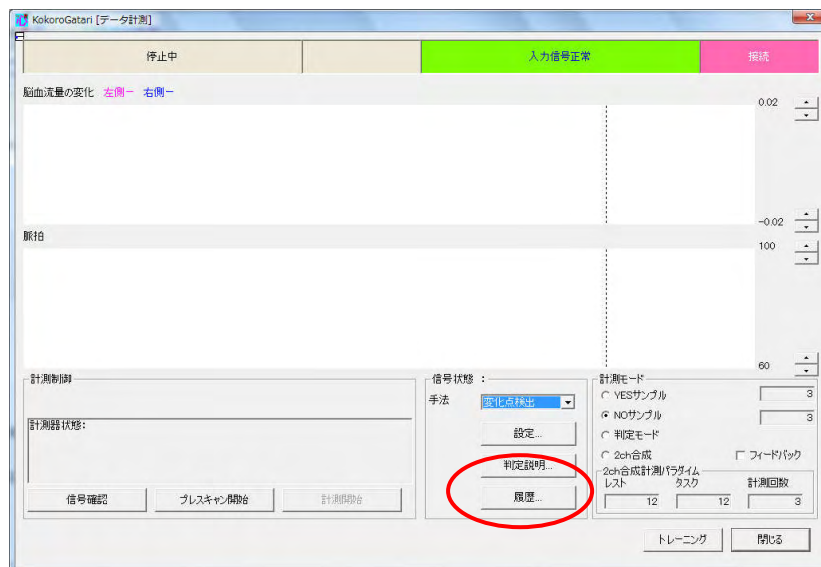 KokoroGatari [データ計測]
停止中
入力信号正常
接続
脳血流量の変化 左側ー 右側ー
0.02
-0.02
脈拍
100
60
計測制御
計測器状態:
信号確認
プレスキャン開始
計測開始
信号状態 :
手法
変化点検出
設定...
判定説明...
履歴...
計測モード
YESサンプル
3
NOサンプル
3
判定モード
2ch合成
フィードバック
2ch合成計測パラダイム
レスト
タスク
計測回数
12
12
3
トレーニング
閉じる